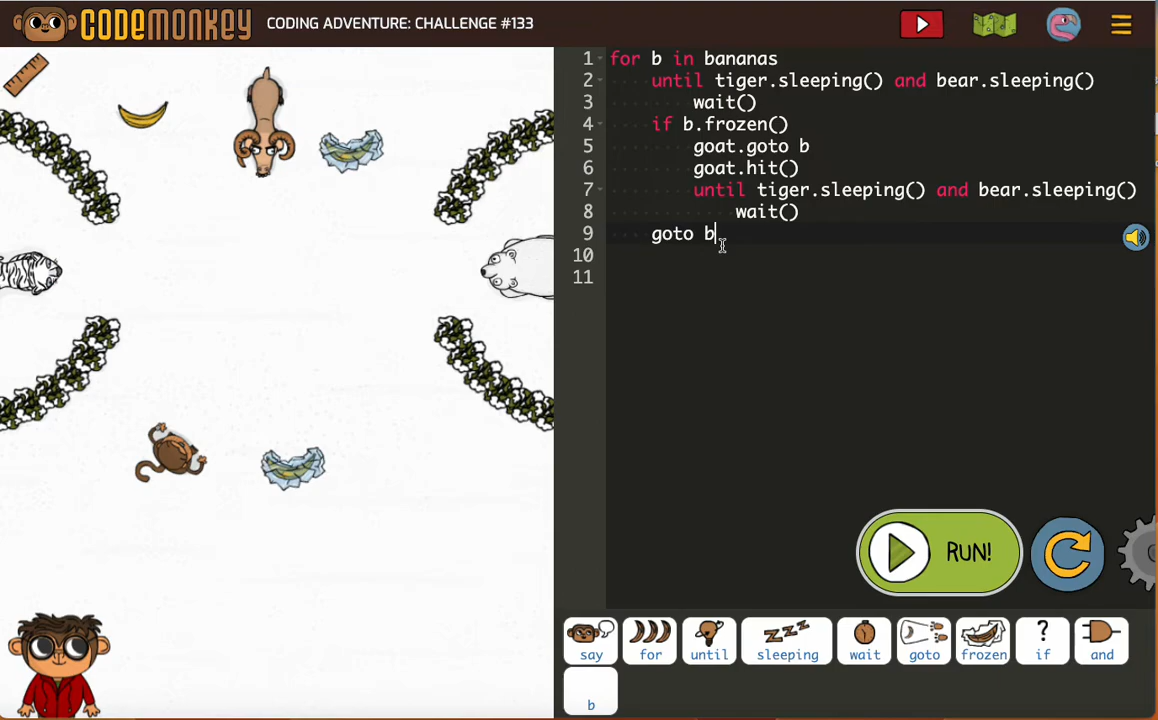 CODEMONKEY CODING ADVENTURE: CHALLENGE #133
1 for b in bananas
2 until tiger.sleeping() and bear.sleeping()
3 wait()
4 if b.frozen()
5 goat.goto b
6 goat.hit()
7 until tiger.sleeping() and bear.sleeping()
8 wait()
9 goto b
10
11
RUN!
say for until sleeping wait goto frozen if and
b